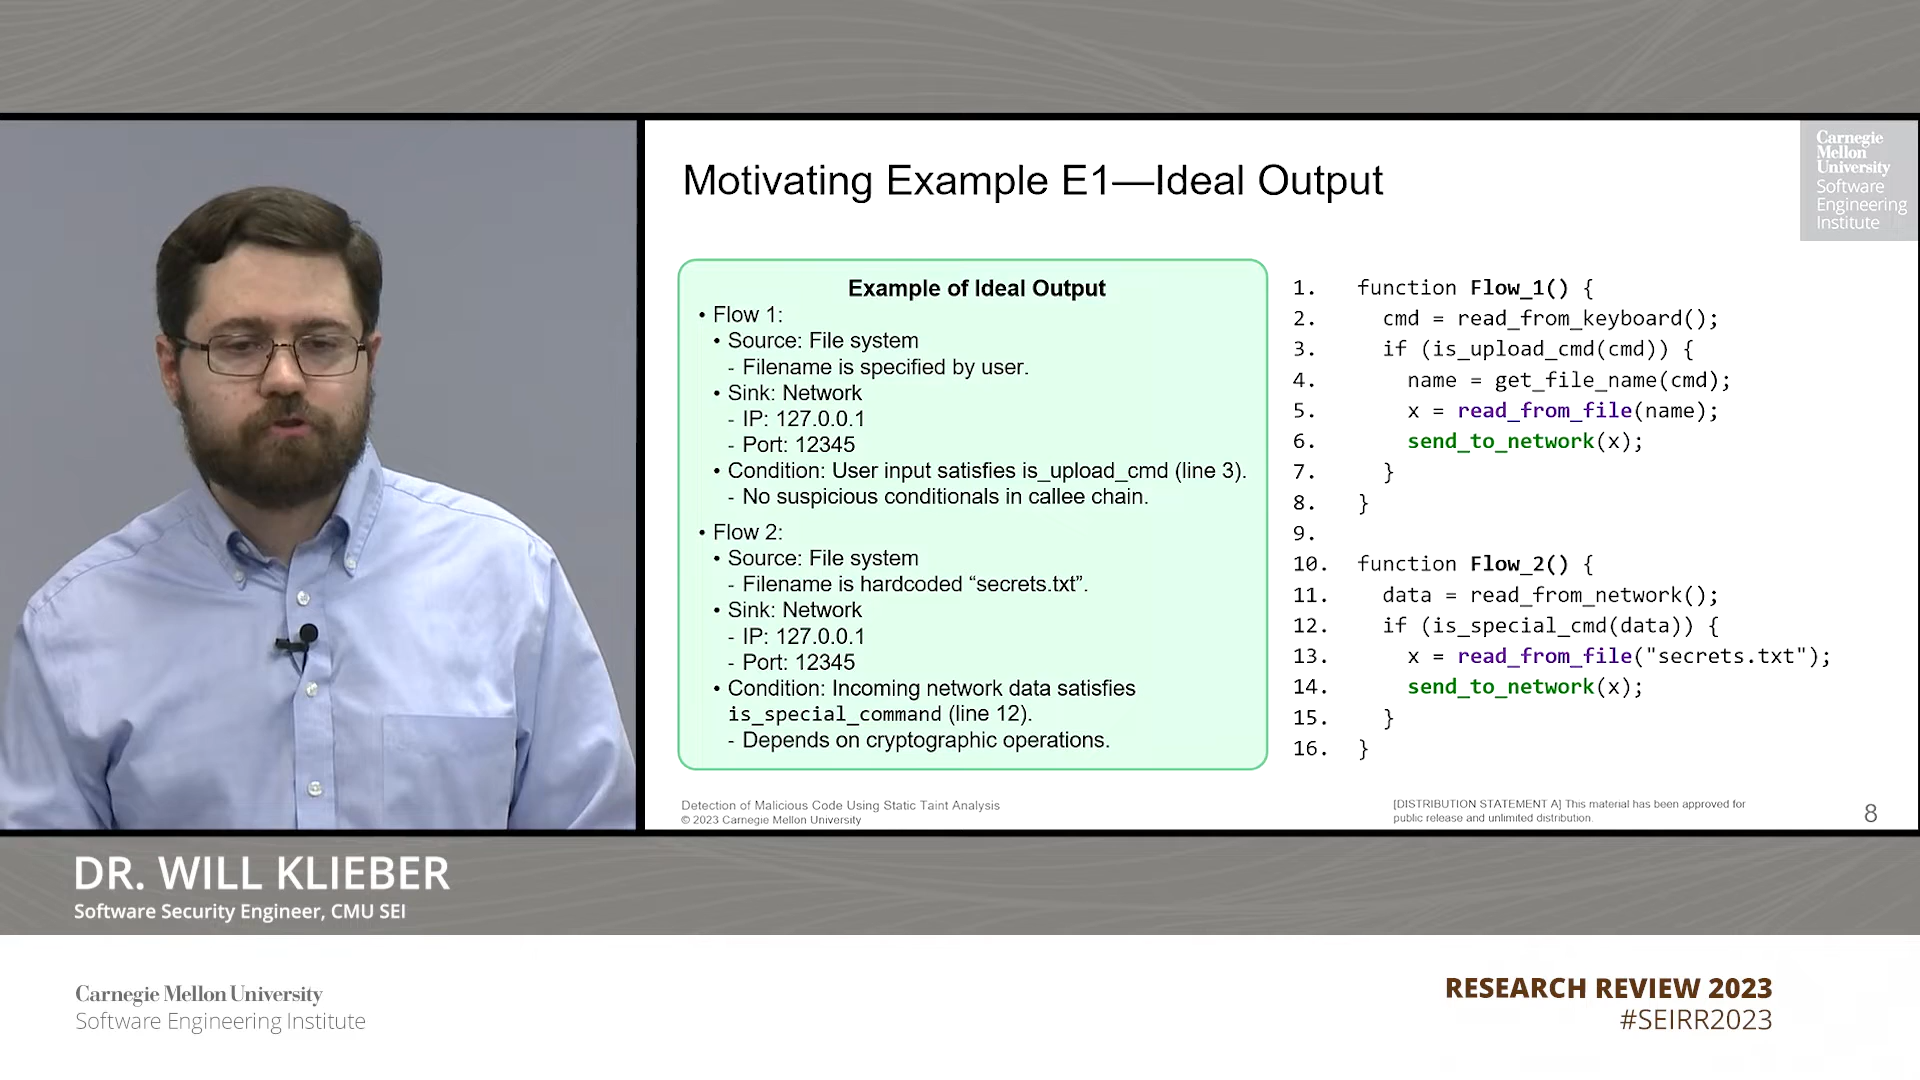 Motivating Example E1—Ideal Output
Carnegie
Mellon
University
Software
Engineering
Institute
Example of Ideal Output
• Flow 1:
• Source: File system
- Filename is specified by user.
• Sink: Network
- IP: 127.0.0.1
- Port: 12345
• Condition: User input satisfies is_upload_cmd (line 3).
- No suspicious conditionals in callee chain.
• Flow 2:
• Source: File system
- Filename is hardcoded “secrets.txt”.
• Sink: Network
- IP: 127.0.0.1
- Port: 12345
• Condition: Incoming network data satisfies
is_special_command (line 12).
- Depends on cryptographic operations.
1. function Flow_1() {
2. cmd = read_from_keyboard();
3. if (is_upload_cmd(cmd)) {
4. name = get_file_name(cmd);
5. x = read_from_file(name);
6. send_to_network(x);
7. }
8. }
9.
10. function Flow_2() {
11. data = read_from_network();
12. if (is_special_cmd(data)) {
13. x = read_from_file("secrets.txt");
14. send_to_network(x);
15. }
16. }
Detection of Malicious Code Using Static Taint Analysis
© 2023 Carnegie Mellon University
[DISTRIBUTION STATEMENT A] This material has been approved for
public release and unlimited distribution.
8
DR. WILL KLIEBER
Software Security Engineer, CMU SEI
Carnegie Mellon University
Software Engineering Institute
RESEARCH REVIEW 2023
#SEIRR2023